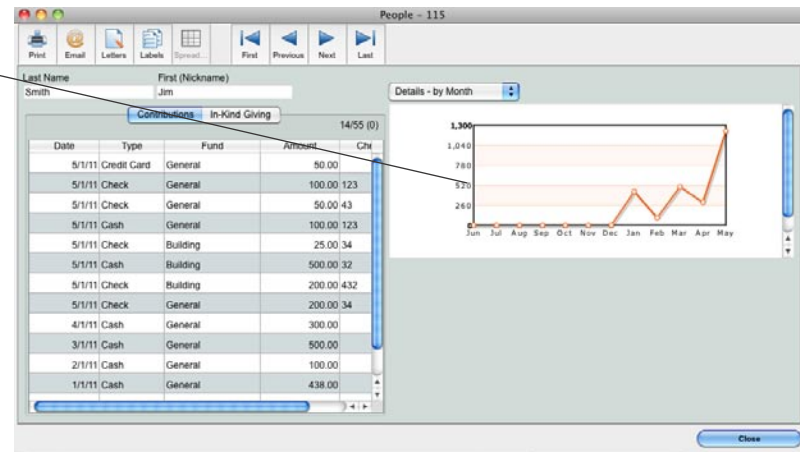 People - 115
Print Email Letters Labels Spread... First Previous Next Last
Last Name First (Nickname)
Smith Jim
Details - by Month
Contributions In-Kind Giving
14/55 (0)
Date Type Fund Amount Che
5/1/11 Credit Card General 50.00
5/1/11 Check General 100.00 123
5/1/11 Check General 50.00 43
5/1/11 Cash General 100.00 123
5/1/11 Check Building 25.00 34
5/1/11 Cash Building 500.00 32
5/1/11 Check Building 200.00 432
5/1/11 Check General 200.00 34
4/1/11 Cash General 300.00
3/1/11 Cash General 500.00
2/1/11 Cash General 100.00
1/1/11 Cash General 438.00
1,300
1,040
780
520
260
0
Jun Jul Aug Sep Oct Nov Dec Jan Feb Mar Apr May
Close